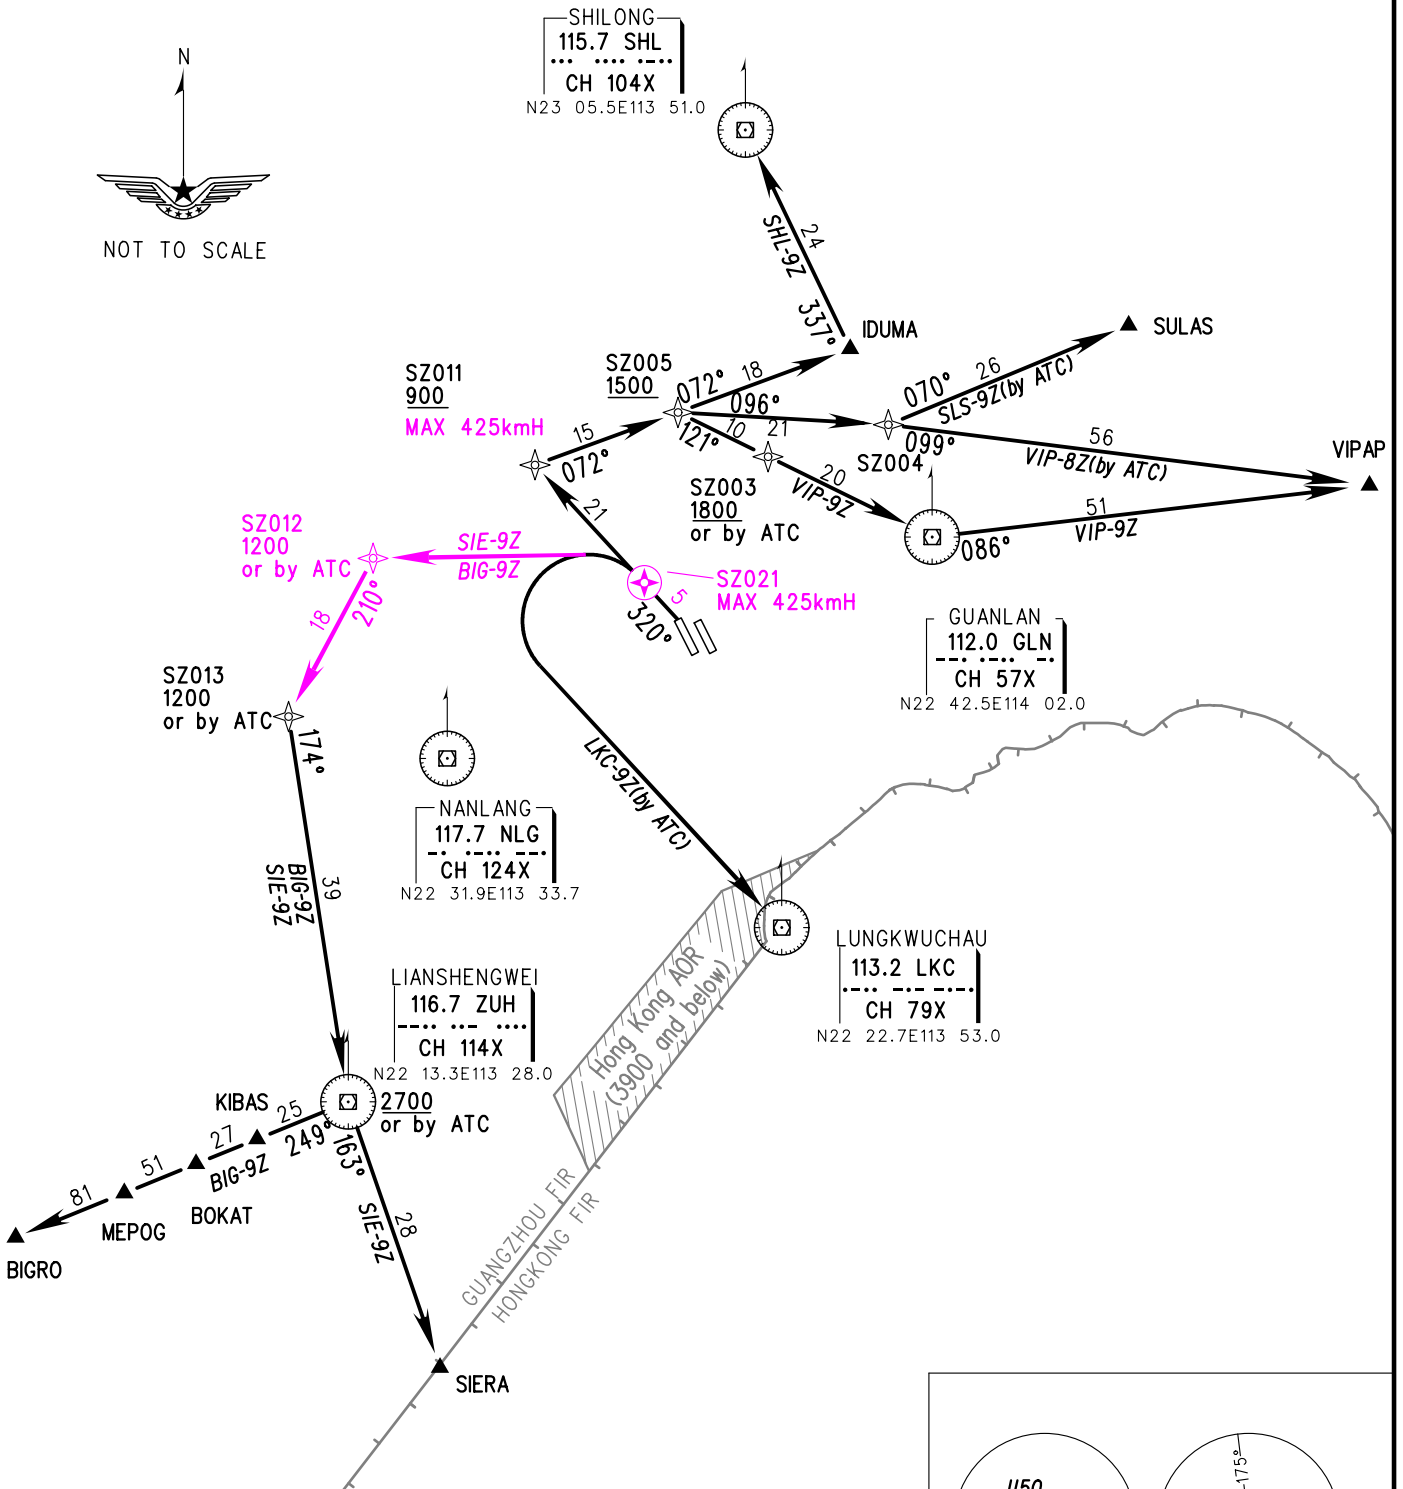 SHILONG
115.7 SHL
CH 104X
N23 05.5E113 51.0
N
NOT TO SCALE
24
SHL-9Z
337°
IDUMA
SULAS
SZ005
1500
18
072°
26
070°
SLS-9Z(by ATC)
SZ011
900
MAX 425kmH
096°
21
10
121°
15
072°
099°
56
VIP-8Z(by ATC)
VIPAP
SZ004
20
VIP-9Z
SZ003
1800
or by ATC
51
VIP-9Z
086°
21
SZ012
1200
or by ATC
SIE-9Z
BIG-9Z
SZ021
MAX 425kmH
5
320°
18
210°
GUANLAN
112.0 GLN
CH 57X
N22 42.5E114 02.0
SZ013
1200
or by ATC
174°
LKC-9Z(by ATC)
NANLANG
117.7 NLG
CH 124X
N22 31.9E113 33.7
39
BIG-9Z
SIE-9Z
LUNGKWUCHAU
113.2 LKC
CH 79X
N22 22.7E113 53.0
Hong Kong AOR
(3900 and below)
LIANSHENGWEI
116.7 ZUH
CH 114X
N22 13.3E113 28.0
2700
or by ATC
KIBAS
25
249°
163°
27
BIG-9Z
51
81
BOKAT
MEPOG
BIGRO
28
SIE-9Z
GUANGZHOU FIR
HONGKONG FIR
SIERA
1150
175°